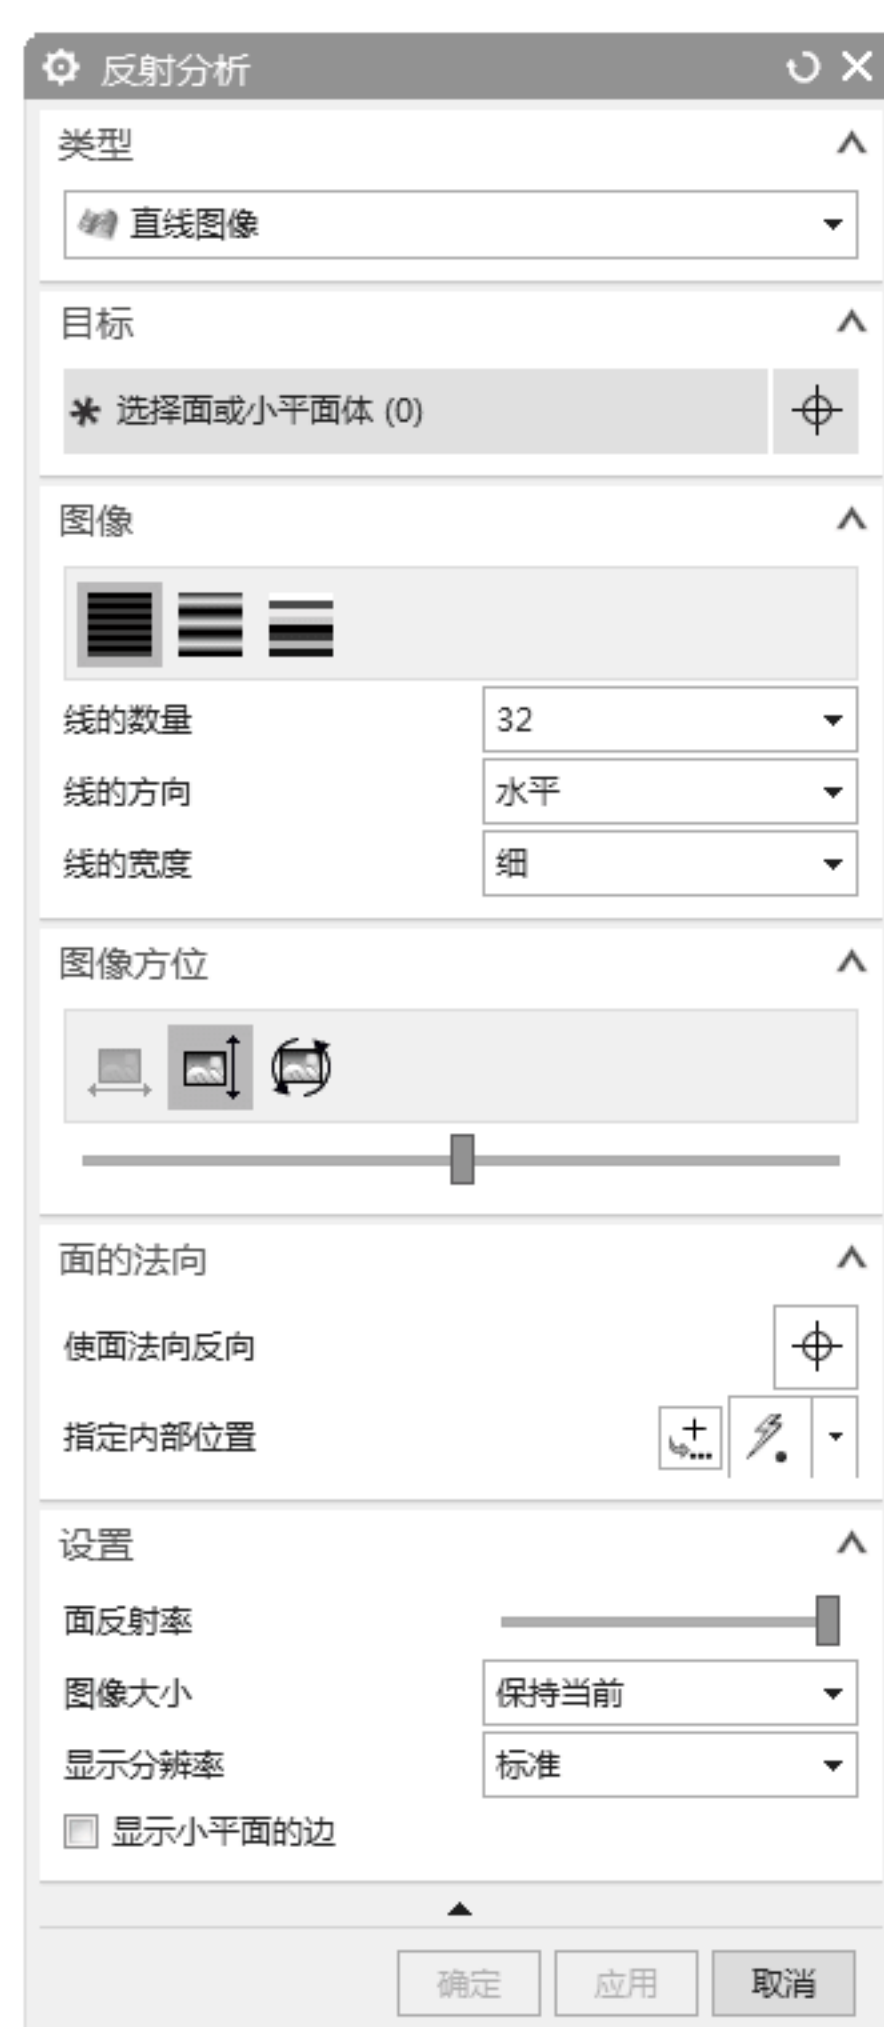 反射分析
类型
直线图像
目标
* 选择面或小平面体 (0)
图像
线的数量 32
线的方向 水平
线的宽度 细
图像方位
面的法向
使面法向反向
指定内部位置
设置
面反射率
图像大小 保持当前
显示分辨率 标准
显示小平面的边
确定 应用 取消